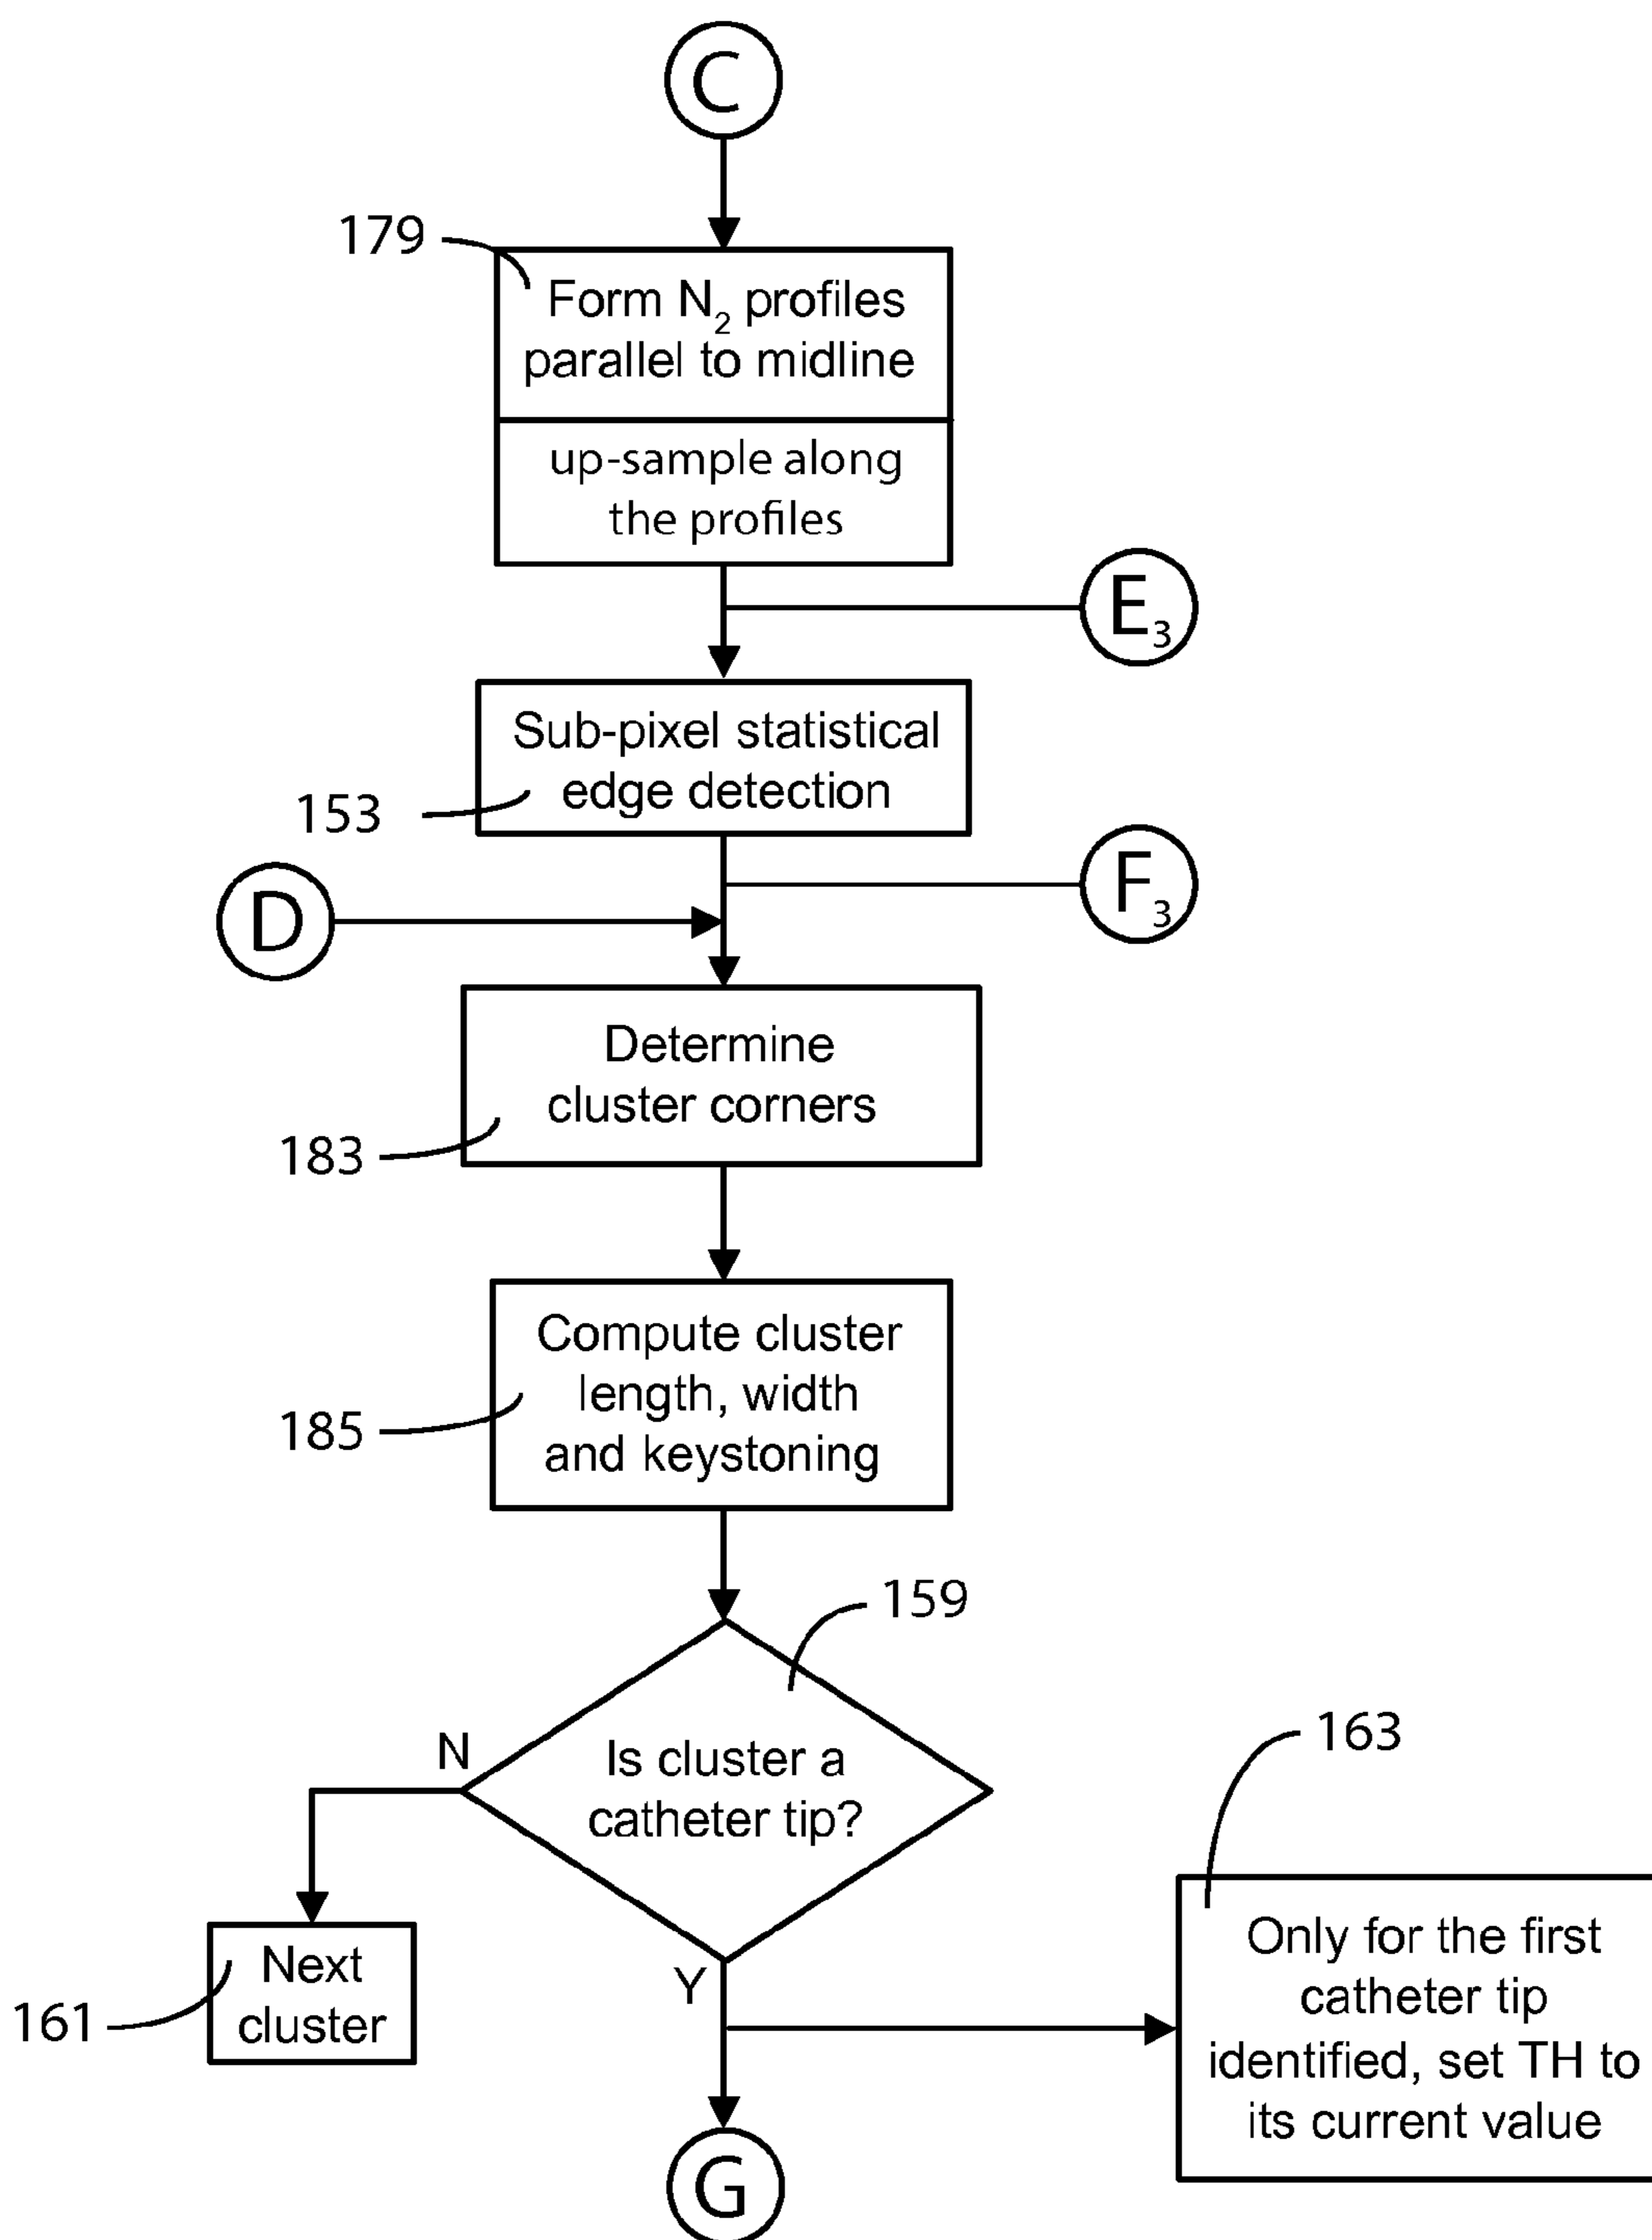 C
179
Form N₂ profiles
parallel to midline
up-sample along
the profiles
E₃
Sub-pixel statistical
edge detection
153
F₃
D
Determine
cluster corners
183
Compute cluster
length, width
and keystoning
185
159
N
Is cluster a
catheter tip?
163
Y
Next
cluster
161
Only for the first
catheter tip
identified, set TH to
its current value
G